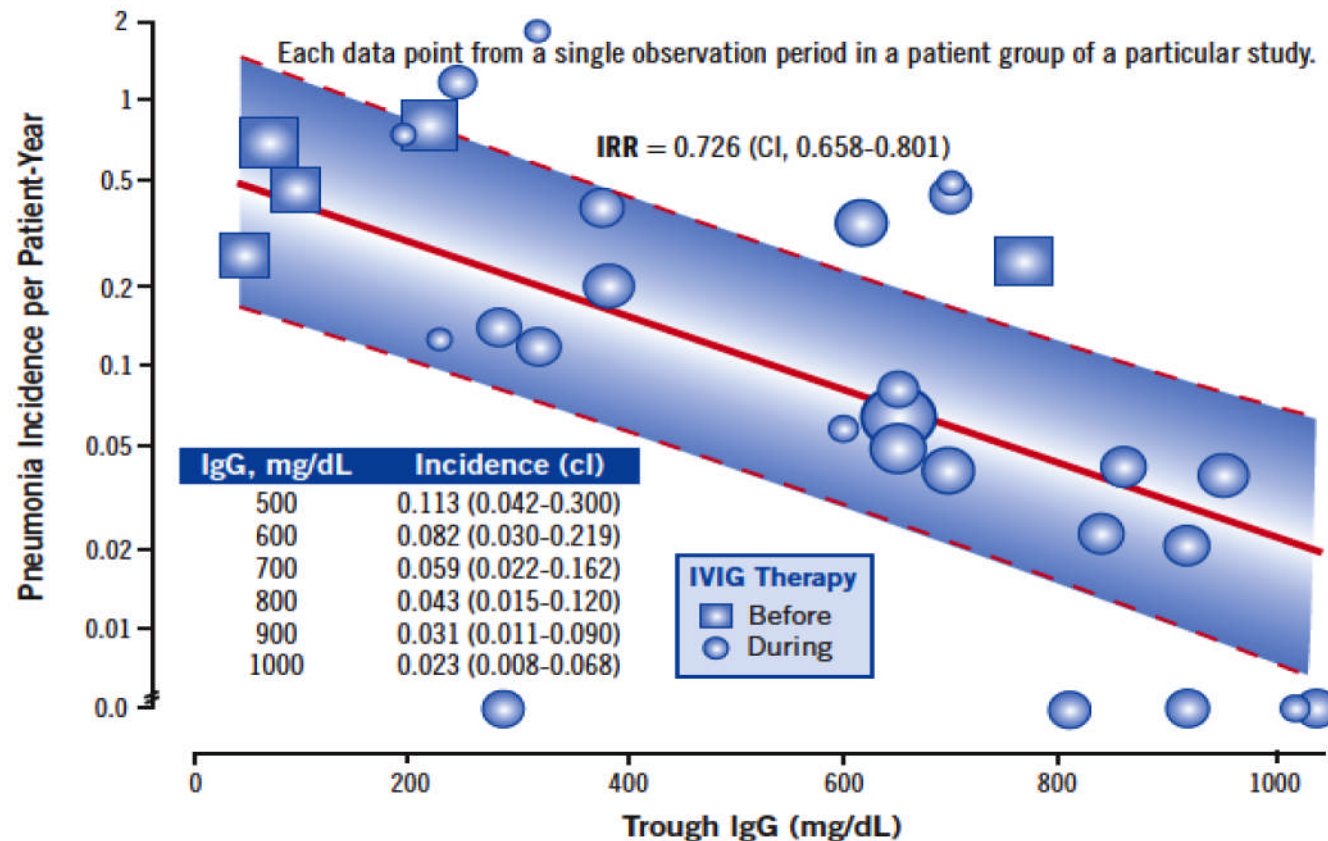 2
1
0.5
0.2
0.1
0.05
0.02
0.01
0.0
Pneumonia Incidence per Patient-Year
Each data point from a single observation period in a patient group of a particular study.
IRR = 0.726 (CI, 0.658-0.801)
IgG, mg/dL Incidence (cI)
500 0.113 (0.042-0.300)
600 0.082 (0.030-0.219)
700 0.059 (0.022-0.162)
800 0.043 (0.015-0.120)
900 0.031 (0.011-0.090)
1000 0.023 (0.008-0.068)
IVIG Therapy
Before
During
0 200 400 600 800 1000
Trough IgG (mg/dL)